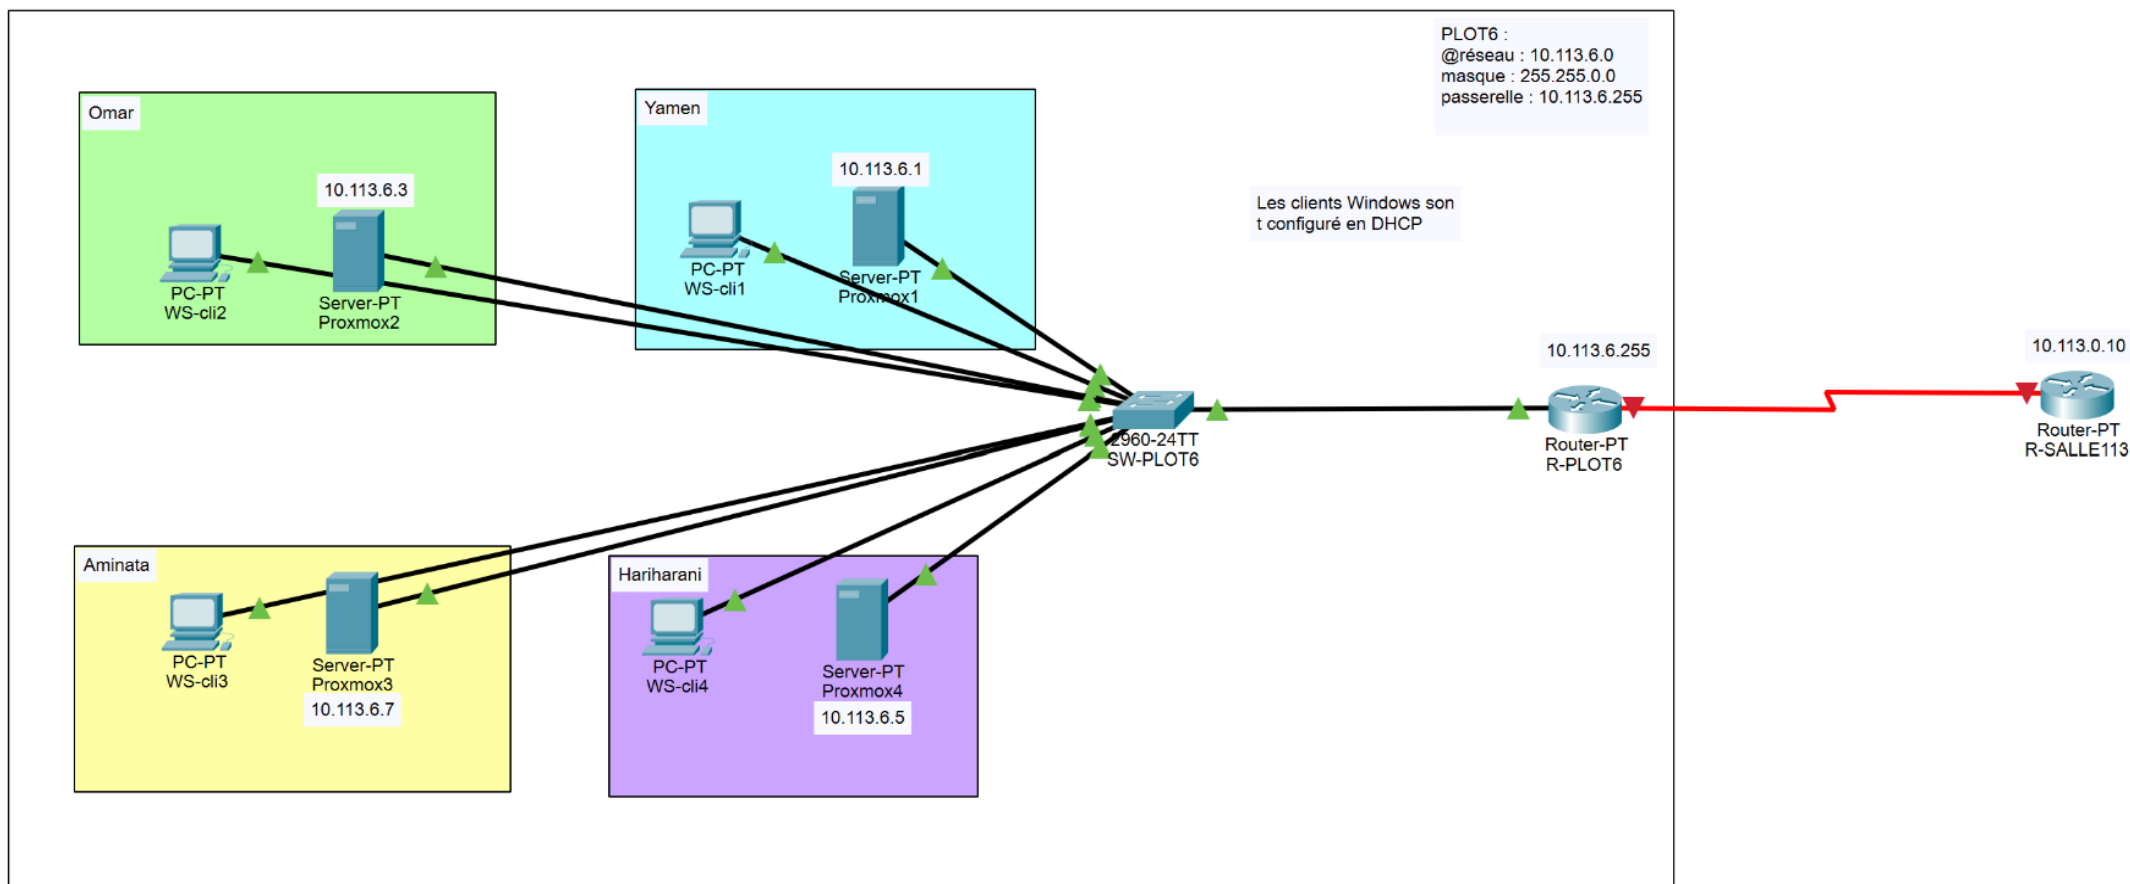 PLOT6 :
@réseau : 10.113.6.0
masque : 255.255.0.0
passerelle : 10.113.6.255
Omar
10.113.6.3
PC-PT
WS-cli2
Server-PT
Proxmox2
Yamen
10.113.6.1
PC-PT
WS-cli1
Server-PT
Proxmox1
Les clients Windows son
t configuré en DHCP
2960-24TT
SW-PLOT6
10.113.6.255
Router-PT
R-PLOT6
10.113.0.10
Router-PT
R-SALLE113
Aminata
PC-PT
WS-cli3
Server-PT
Proxmox3
10.113.6.7
Hariharani
PC-PT
WS-cli4
Server-PT
Proxmox4
10.113.6.5